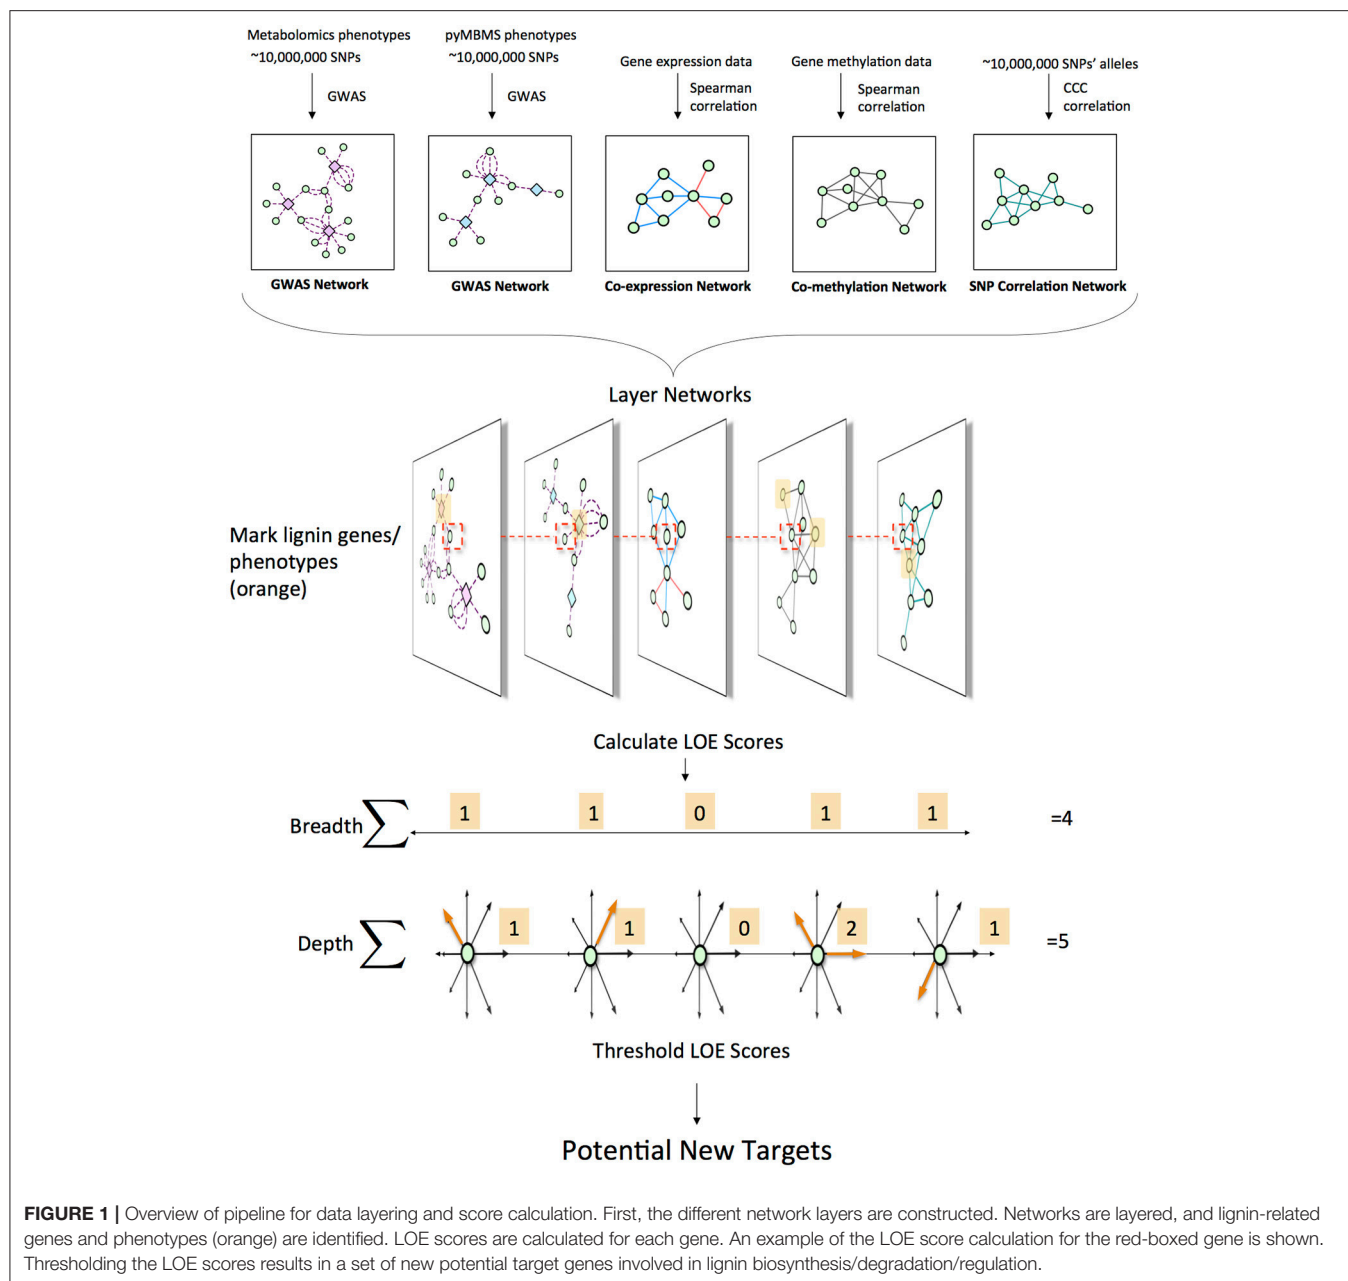 Metabolomics phenotypes
~10,000,000 SNPs
GWAS
pyMBMS phenotypes
~10,000,000 SNPs
GWAS
Gene expression data
Spearman
correlation
Gene methylation data
Spearman
correlation
~10,000,000 SNPs' alleles
CCC
correlation
GWAS Network
GWAS Network
Co-expression Network
Co-methylation Network
SNP Correlation Network
Layer Networks
Mark lignin genes/
phenotypes
(orange)
Calculate LOE Scores
Breadth ∑ 1 1 0 1 1 =4
Depth ∑ 1 1 0 2 1 =5
Threshold LOE Scores
Potential New Targets
FIGURE 1 | Overview of pipeline for data layering and score calculation. First, the different network layers are constructed. Networks are layered, and lignin-related
genes and phenotypes (orange) are identified. LOE scores are calculated for each gene. An example of the LOE score calculation for the red-boxed gene is shown.
Thresholding the LOE scores results in a set of new potential target genes involved in lignin biosynthesis/degradation/regulation.